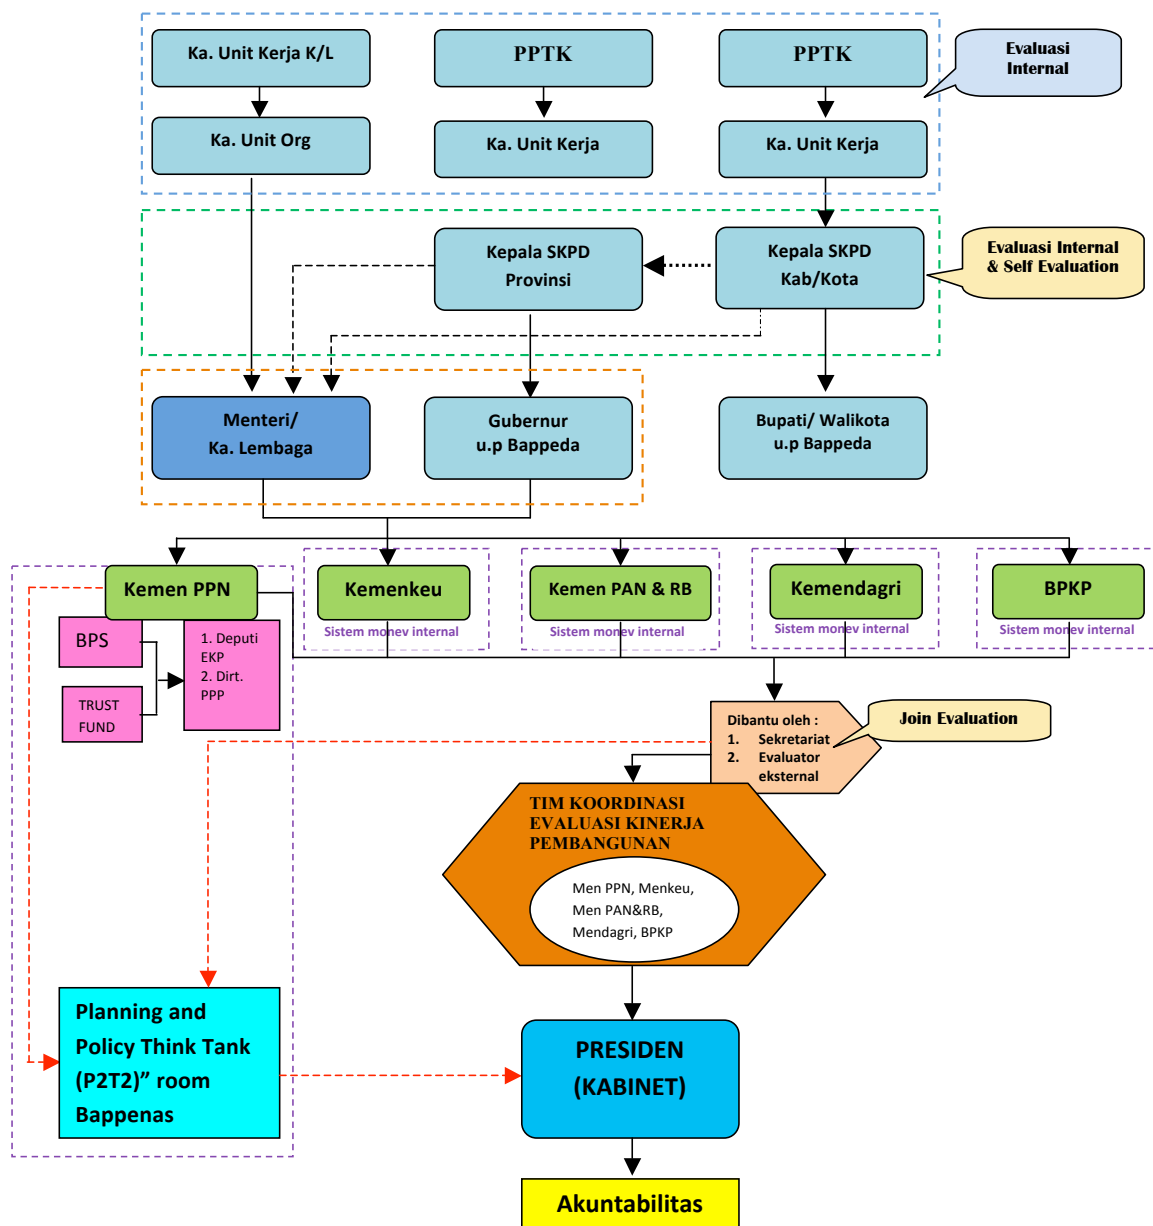 Ka. Unit Kerja K/L
PPTK
PPTK
Evaluasi
Internal
Ka. Unit Org
Ka. Unit Kerja
Ka. Unit Kerja
Kepala SKPD
Provinsi
Kepala SKPD
Kab/Kota
Evaluasi Internal
& Self Evaluation
Menteri/
Ka. Lembaga
Gubernur
u.p Bappeda
Bupati/ Walikota
u.p Bappeda
Kemen PPN
Kemenkeu
Kemen PAN & RB
Kemendagri
BPKP
Sistem monev internal
Sistem monev internal
Sistem monev internal
Sistem monev internal
BPS
1. Deputi
EKP
2. Dirt.
PPP
TRUST
FUND
Dibantu oleh :
1. Sekretariat
2. Evaluator
eksternal
Join Evaluation
TIM KOORDINASI
EVALUASI KINERJA
PEMBANGUNAN
Men PPN, Menkeu,
Men PAN&RB,
Mendagri, BPKP
Planning and
Policy Think Tank
(P2T2)” room
Bappenas
PRESIDEN
(KABINET)
Akuntabilitas